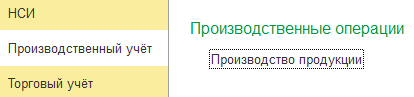 НСИ
Производственный учёт
Торговый учёт
Производственные операции
Производство продукции